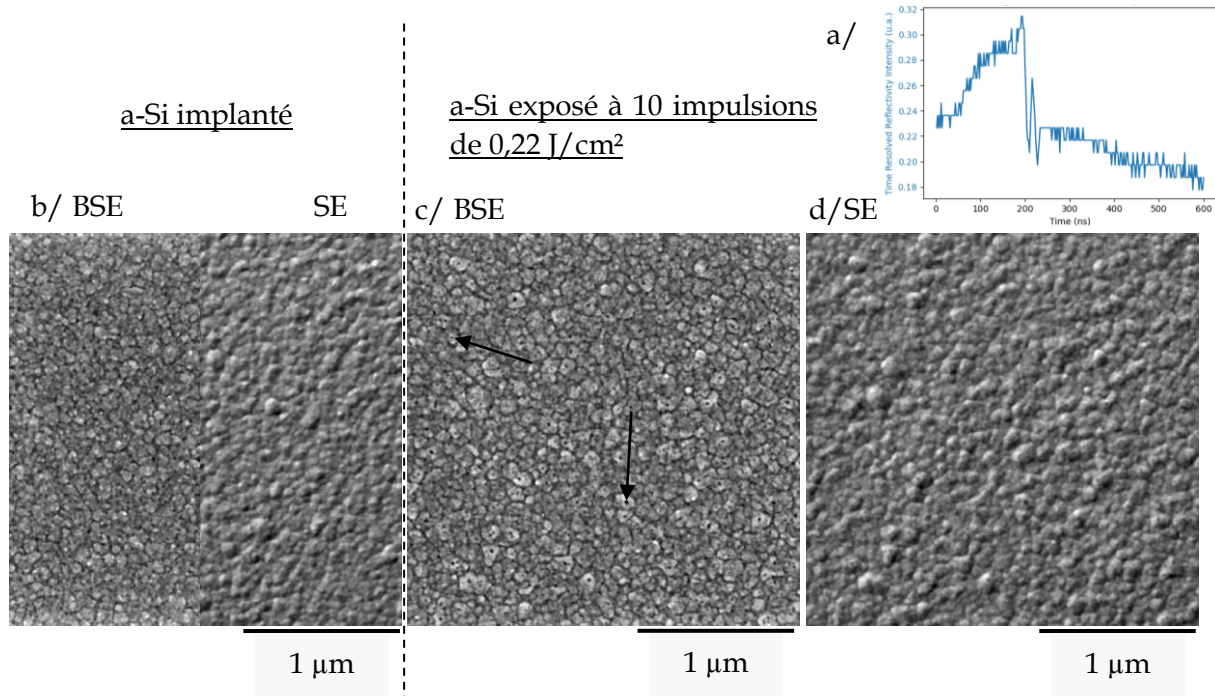 a/
0.32
0.30
0.28
0.26
0.24
0.22
0.20
0.18
Time Resolved Reflectivity Intensity (u.a.)
0 100 200 300 400 500 600
Time (ns)
a-Si implanté
a-Si exposé à 10 impulsions
de 0,22 J/cm²
b/ BSE
SE
c/ BSE
d/SE
1 µm
1 µm
1 µm